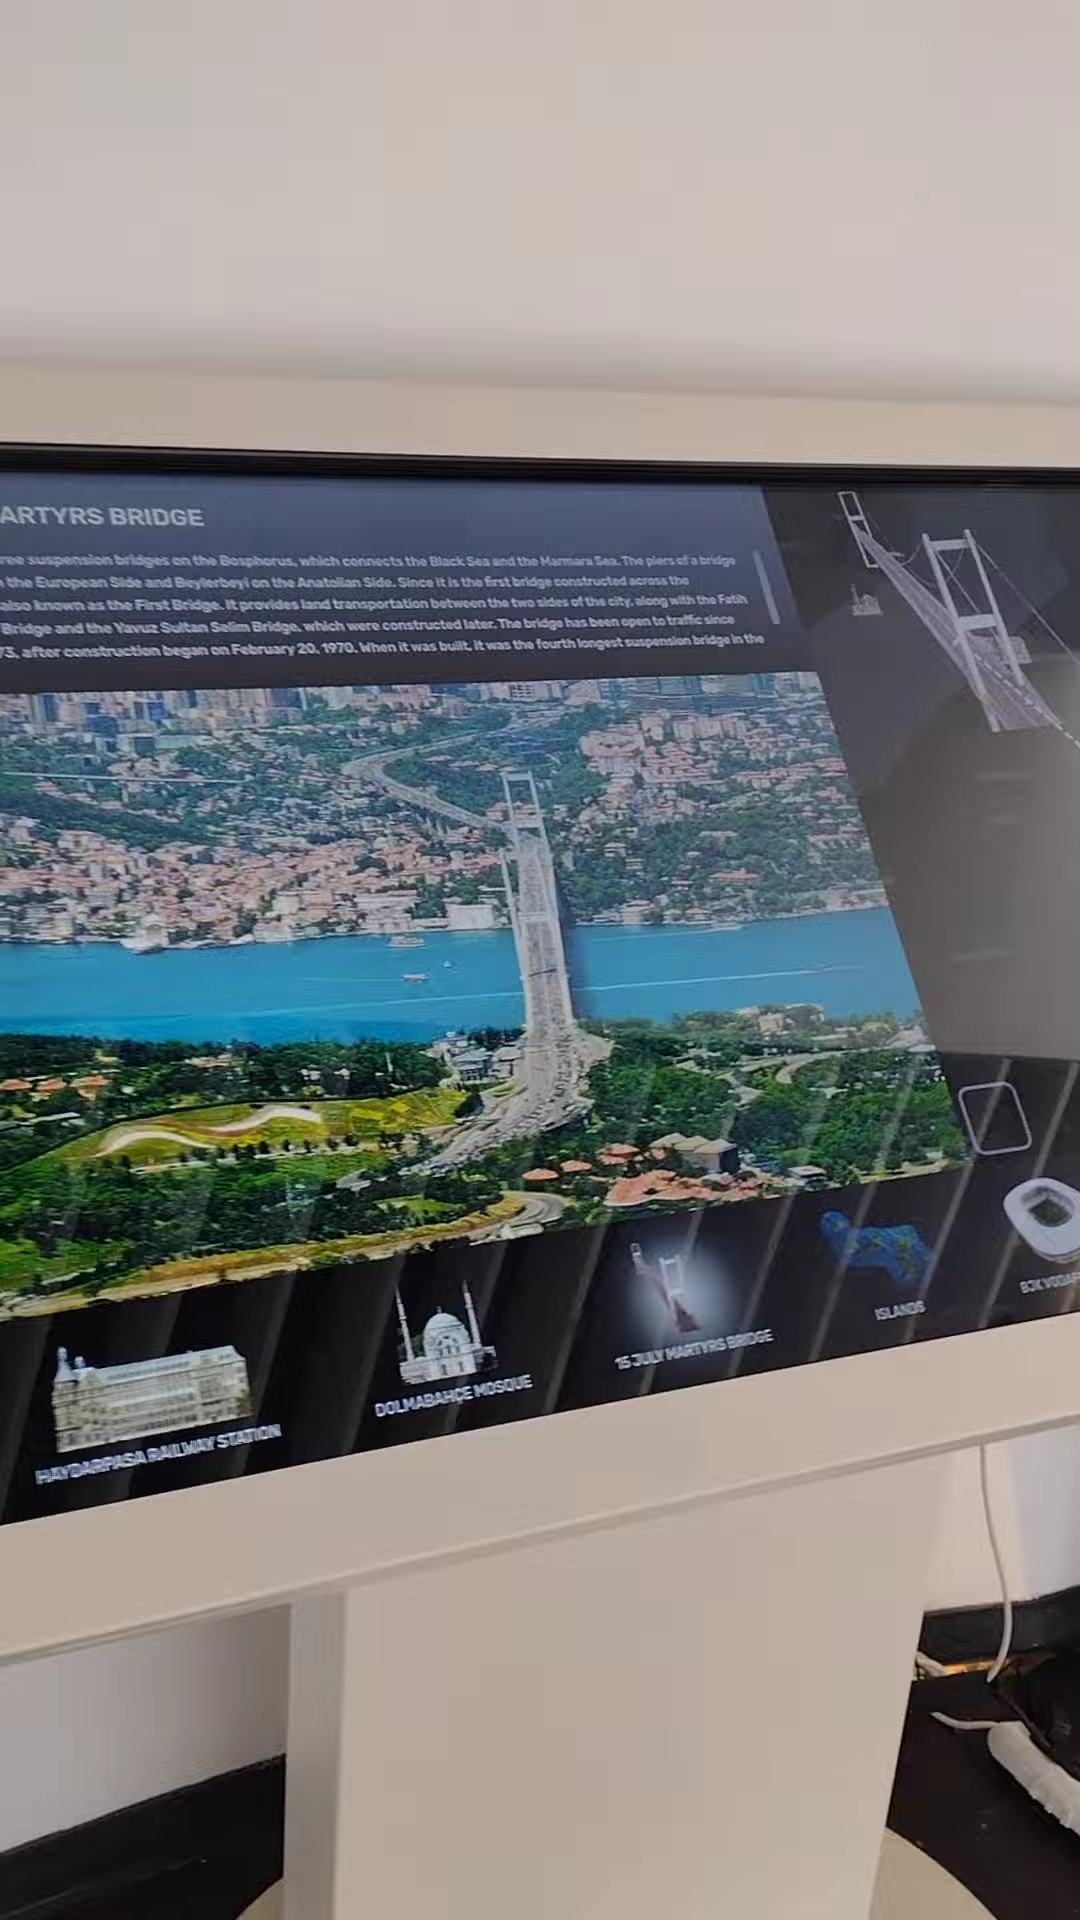 ARTYRS BRIDGE
ree suspension bridges on the Bosphorus, which connects the Black Sea and the Marmara Sea. The piers of a bridge
the European Side and Beylerbeyi on the Anatolian Side. Since it is the first bridge constructed across the
also known as the First Bridge. It provides land transportation between the two sides of the city, along with the Fatih
Bridge and the Yavuz Sultan Selim Bridge, which were constructed later. The bridge has been open to traffic since
73, after construction began on February 20, 1970. When it was built, it was the fourth longest suspension bridge in the
HAYDARPASA RAILWAY STATION
DOLMABAHÇE MOSQUE
15 JULY MARTYRS BRIDGE
ISLANDS
BJK VODAF